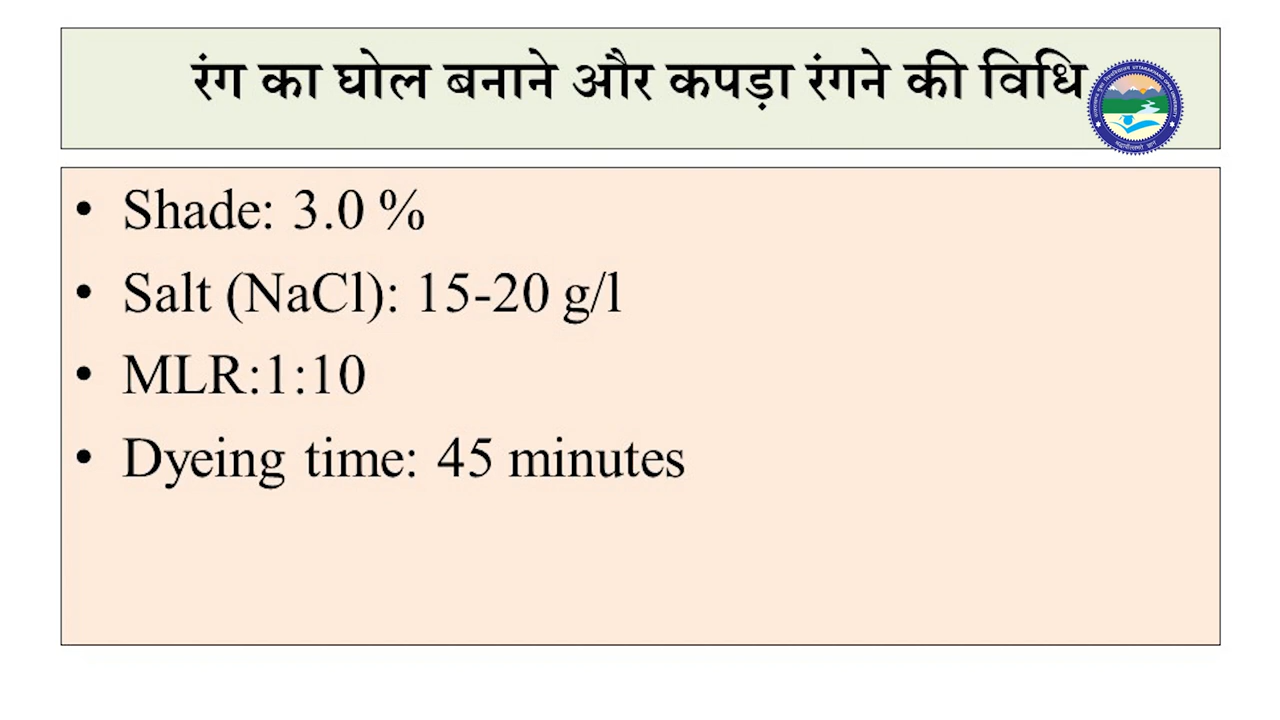 रंग का घोल बनाने और कपड़ा रंगने की विधि
• Shade: 3.0 %
• Salt (NaCl): 15-20 g/l
• MLR:1:10
• Dyeing time: 45 minutes